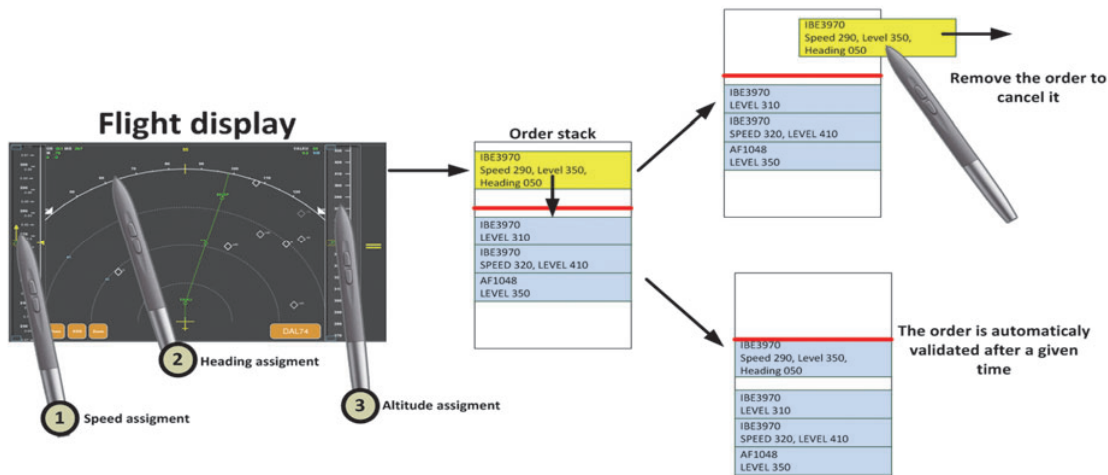 Flight display
DAL74
1
Speed assigment
2
Heading assigment
3
Altitude assigment
Order stack
IBE3970
Speed 290, Level 350,
Heading 050
IBE3970
LEVEL 310
IBE3970
SPEED 320, LEVEL 410
AF1048
LEVEL 350
IBE3970
Speed 290, Level 350,
Heading 050
IBE3970
LEVEL 310
IBE3970
SPEED 320, LEVEL 410
AF1048
LEVEL 350
Remove the order to
cancel it
IBE3970
Speed 290, Level 350,
Heading 050
IBE3970
LEVEL 310
IBE3970
SPEED 320, LEVEL 410
AF1048
LEVEL 350
The order is automaticaly
validated after a given
time